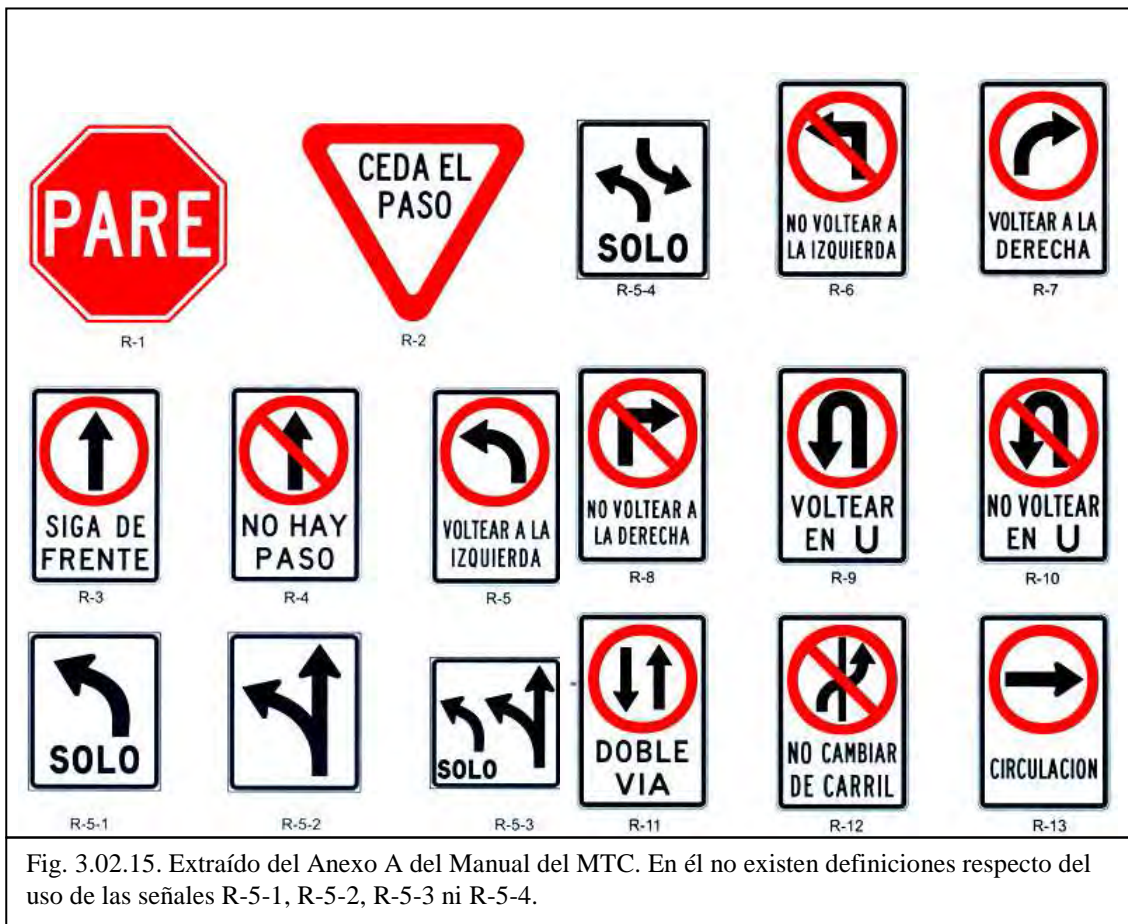 PARE
R-1
CEDA EL
PASO
R-2
SOLO
R-5-4
NO VOLTEAR A
LA IZQUIERDA
R-6
VOLTEAR A LA
DERECHA
R-7
SIGA DE
FRENTE
R-3
NO HAY
PASO
R-4
VOLTEAR A LA
IZQUIERDA
R-5
NO VOLTEAR A
LA DERECHA
R-8
VOLTEAR
EN U
R-9
NO VOLTEAR
EN U
R-10
SOLO
R-5-1
R-5-2
SOLO
R-5-3
DOBLE
VIA
R-11
NO CAMBIAR
DE CARRIL
R-12
CIRCULACION
R-13
Fig. 3.02.15. Extraído del Anexo A del Manual del MTC. En él no existen definiciones respecto del
uso de las señales R-5-1, R-5-2, R-5-3 ni R-5-4.